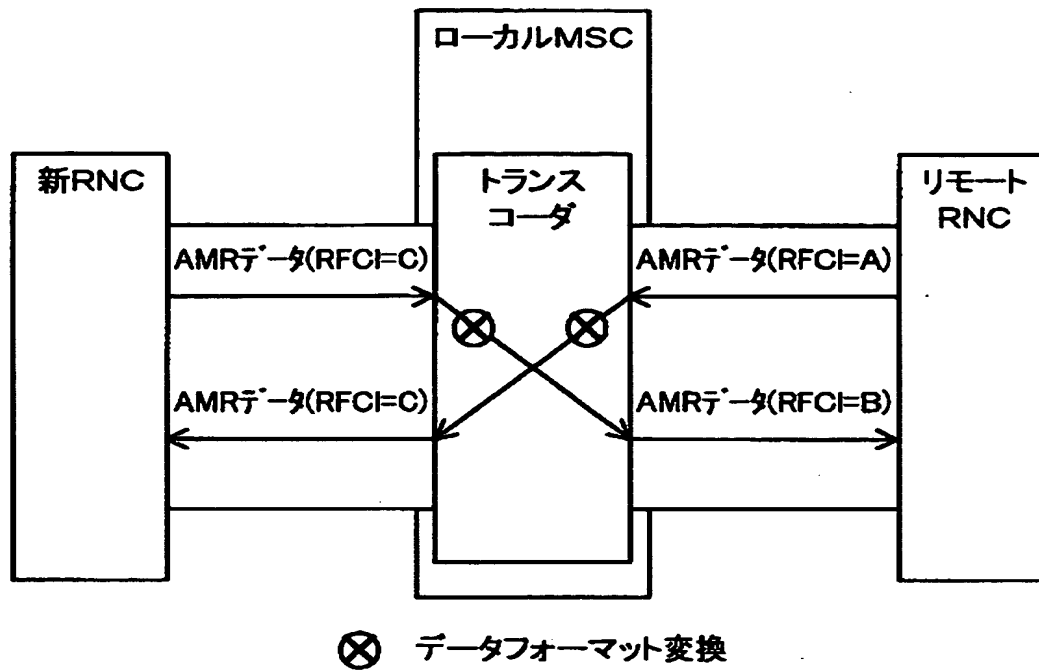 ローカルMSC
新RNC
トランス
コーダ
リモート
RNC
AMRデータ(RFCI=C)
AMRデータ(RFCI=A)
AMRデータ(RFCI=C)
AMRデータ(RFCI=B)
データフォーマット変換